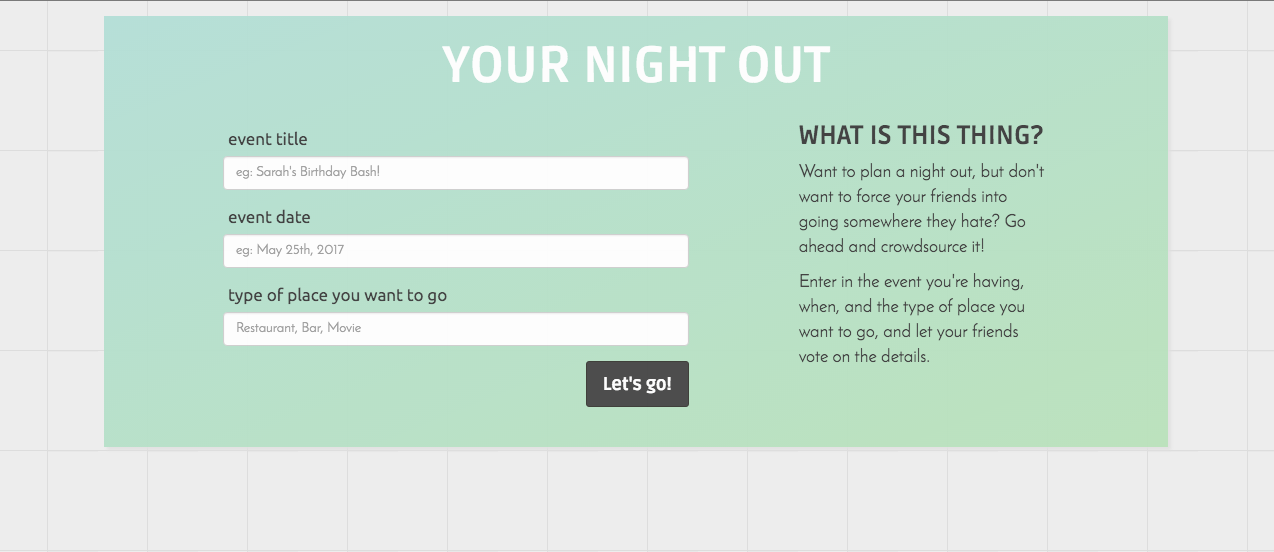 YOUR NIGHT OUT
event title
eg: Sarah's Birthday Bash!
event date
eg: May 25th, 2017
type of place you want to go
Restaurant, Bar, Movie
Let's go!
WHAT IS THIS THING?
Want to plan a night out, but don't
want to force your friends into
going somewhere they hate? Go
ahead and crowdsource it!
Enter in the event you're having,
when, and the type of place you
want to go, and let your friends
vote on the details.